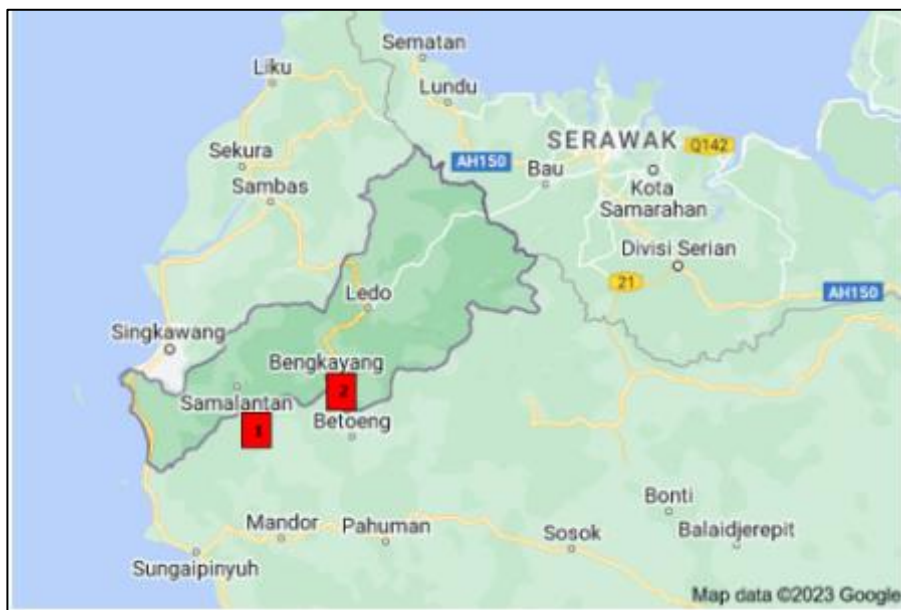 Sematan
Liku
Lundu
SERAWAK
Q142
Sekura
AH150
Bau
Kota
Samarahan
Sambas
Divisi Serian
21
AH150
Ledo
Singkawang
Bengkayang
2
Samalantan
1
Betoeng
Bonti
Mandor
Pahuman
Sosok
Balaidjerepit
Sungaipinyuh
Map data ©2023 Google